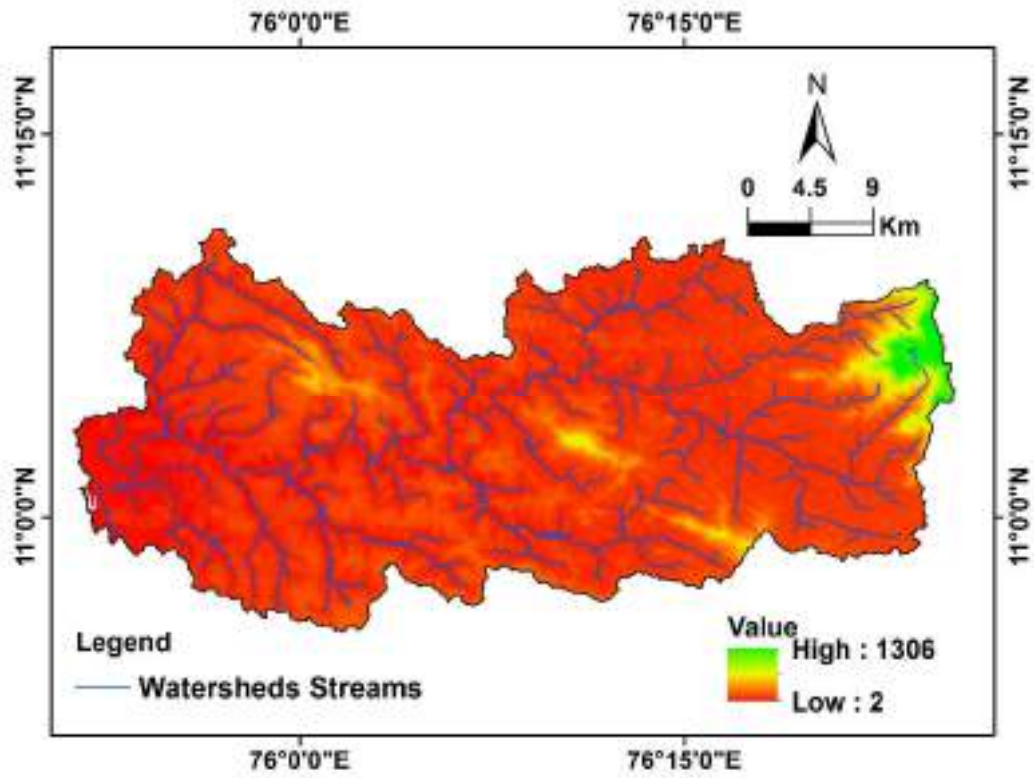 76°0'0"E 76°15'0"E
11°15'0"N 11°15'0"N
N
0 4.5 9
Km
11°0'0"N 11°0'0"N
Legend
Watersheds Streams
Value
High : 1306
Low : 2
76°0'0"E 76°15'0"E